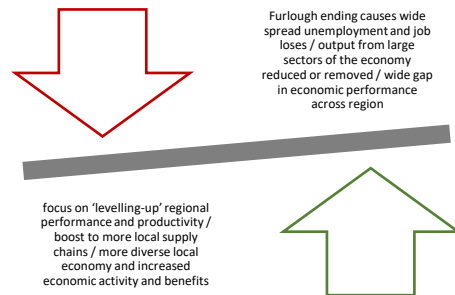 Furlough ending causes wide
spread unemployment and job
loses / output from large
sectors of the economy
reduced or removed / wide gap
in economic performance
across region
focus on ‘levelling-up’ regional
performance and productivity /
boost to more local supply
chains / more diverse local
economy and increased
economic activity and benefits